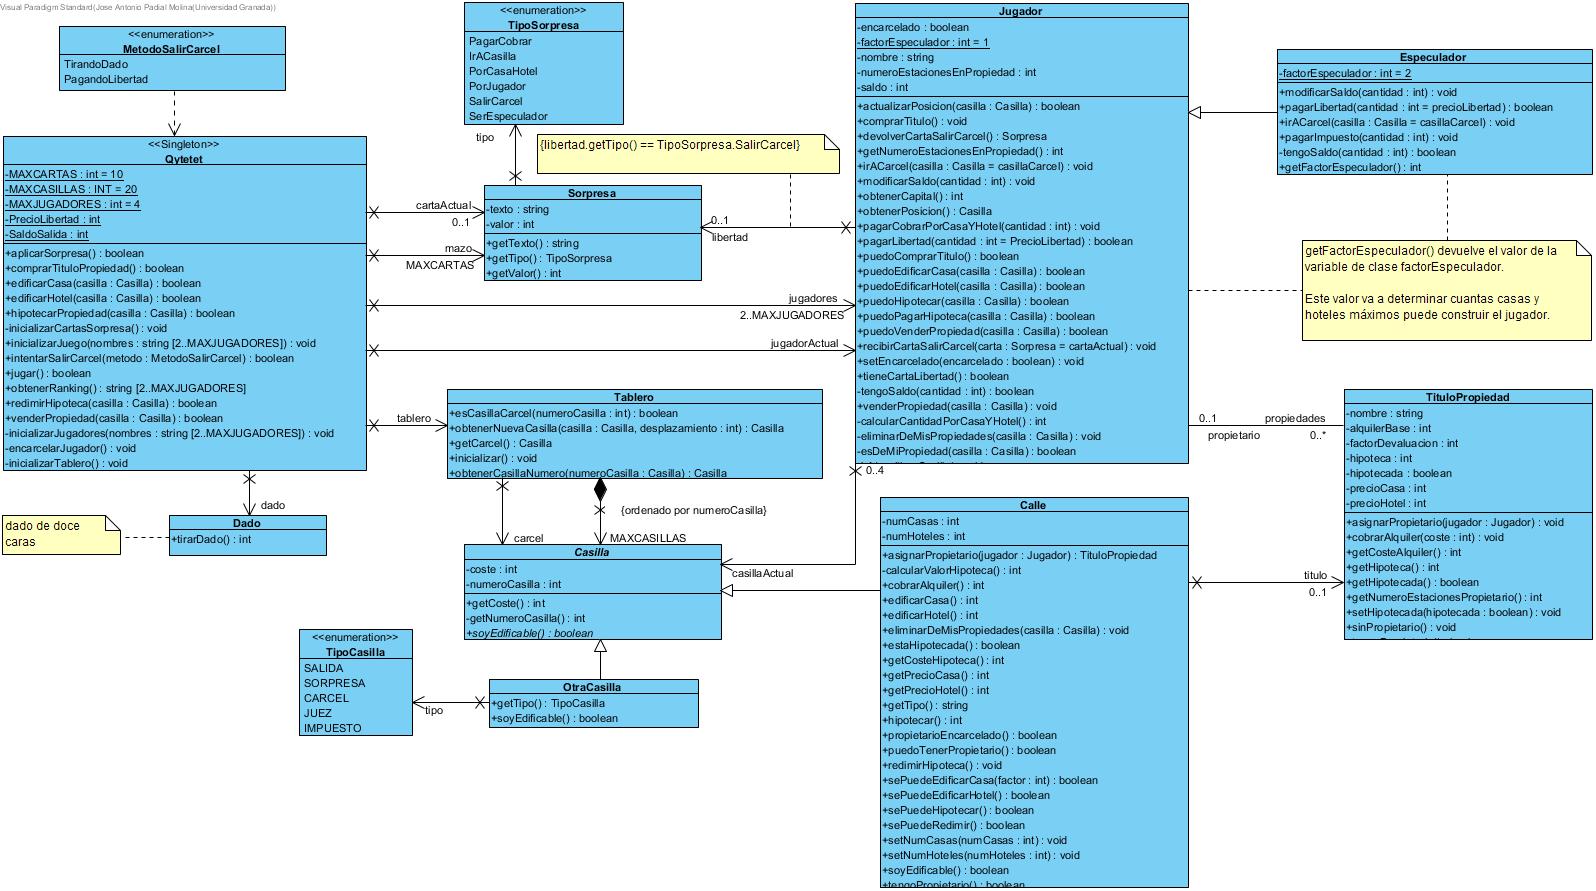 Visual Paradigm Standard(Jose Antonio Padial Molina(Universidad Granada))
<<enumeration>>
MetodoSalirCarcel
TirandoDado
PagandoLibertad
<<Singleton>>
Qytetet
-MAXCARTAS : int = 10
-MAXCASILLAS : INT = 20
-MAXJUGADORES : int = 4
-PrecioLibertad : int
-SaldoSalida : int
+aplicarSorpresa() : boolean
+comprarTituloPropiedad() : boolean
+edificarCasa(casilla : Casilla) : boolean
+edificarHotel(casilla : Casilla) : boolean
+hipotecarPropiedad(casilla : Casilla) : boolean
-inicializarCartasSorpresa() : void
+inicializarJuego(nombres : string [2..MAXJUGADORES]) : void
+intentarSalirCarcel(metodo : MetodoSalirCarcel) : boolean
+jugar() : boolean
+obtenerRanking() : string [2..MAXJUGADORES]
+redimirHipoteca(casilla : Casilla) : boolean
+venderPropiedad(casilla : Casilla) : boolean
-inicializarJugadores(nombres : string [2..MAXJUGADORES]) : void
-encarcelarJugador() : void
-inicializarTablero() : void
dado
dado de doce
caras
Dado
+tirarDado() : int
<<enumeration>>
TipoSorpresa
PagarCobrar
IrACasilla
PorCasaHotel
PorJugador
SalirCarcel
SerEspeculador
tipo
{libertad.getTipo() == TipoSorpresa.SalirCarcel}
Sorpresa
-texto : string
-valor : int
+getTexto() : string
+getTipo() : TipoSorpresa
+getValor() : int
cartaActual
0..1
mazo
MAXCARTAS
0..1
libertad
jugadores
2..MAXJUGADORES
jugadorActual
tablero
Tablero
+esCasillaCarcel(numeroCasilla : int) : boolean
+obtenerNuevaCasilla(casilla : Casilla, desplazamiento : int) : Casilla
+getCarcel() : Casilla
+inicializar() : void
+obtenerCasillaNumero(numeroCasilla : Casilla) : Casilla
{ordenado por numeroCasilla}
carcel
MAXCASILLAS
Casilla
-coste : int
-numeroCasilla : int
+getCoste() : int
-getNumeroCasilla() : int
+soyEdificable() : boolean
casillaActual
0..4
<<enumeration>>
TipoCasilla
SALIDA
SORPRESA
CARCEL
JUEZ
IMPUESTO
tipo
OtraCasilla
+getTipo() : TipoCasilla
+soyEdificable() : boolean
Jugador
-encarcelado : boolean
-factorEspeculador : int = 1
-nombre : string
-numeroEstacionesEnPropiedad : int
-saldo : int
+actualizarPosicion(casilla : Casilla) : boolean
+comprarTitulo() : void
+devolverCartaSalirCarcel() : Sorpresa
+getNumeroEstacionesEnPropiedad() : int
+irACarcel(casilla : Casilla = casillaCarcel) : void
+modificarSaldo(cantidad : int) : void
+obtenerCapital() : int
+obtenerPosicion() : Casilla
+pagarCobrarPorCasaYHotel(cantidad : int) : void
+pagarLibertad(cantidad : int = PrecioLibertad) : boolean
+puedoComprarTitulo() : boolean
+puedoEdificarCasa(casilla : Casilla) : boolean
+puedoEdificarHotel(casilla : Casilla) : boolean
+puedoHipotecar(casilla : Casilla) : boolean
+puedoPagarHipoteca(casilla : Casilla) : boolean
+puedoVenderPropiedad(casilla : Casilla) : boolean
+recibirCartaSalirCarcel(carta : Sorpresa = cartaActual) : void
+setEncarcelado(encarcelado : boolean) : void
+tieneCartaLibertad() : boolean
-tengoSaldo(cantidad : int) : boolean
+venderPropiedad(casilla : Casilla) : void
-calcularCantidadPorCasaYHotel() : int
-eliminarDeMisPropiedades(casilla : Casilla) : void
-esDeMiPropiedad(casilla : Casilla) : boolean
Especulador
-factorEspeculador : int = 2
+modificarSaldo(cantidad : int) : void
+pagarLibertad(cantidad : int = precioLibertad) : boolean
+irACarcel(casilla : Casilla = casillaCarcel) : void
+pagarImpuesto(cantidad : int) : void
-tengoSaldo(cantidad : int) : boolean
+getFactorEspeculador() : int
getFactorEspeculador() devuelve el valor de la
variable de clase factorEspeculador.
Este valor va a determinar cuantas casas y
hoteles máximos puede construir el jugador.
0..1
propietario
propiedades
0..*
TituloPropiedad
-nombre : string
-alquilerBase : int
-factorDevaluacion : int
-hipoteca : int
-hipotecada : boolean
-precioCasa : int
-precioHotel : int
+asignarPropietario(jugador : Jugador) : void
+cobrarAlquiler(coste : int) : void
+getCosteAlquiler() : int
+getHipoteca() : int
+getHipotecada() : boolean
+getNumeroEstacionesPropietario() : int
+setHipotecada(hipotecada : boolean) : void
+sinPropietario() : void
titulo
0..1
Calle
-numCasas : int
-numHoteles : int
+asignarPropietario(jugador : Jugador) : TituloPropiedad
-calcularValorHipoteca() : int
+cobrarAlquiler() : int
+edificarCasa() : int
+edificarHotel() : int
+eliminarDeMisPropiedades(casilla : Casilla) : void
+estaHipotecada() : boolean
+getCosteHipoteca() : int
+getPrecioCasa() : int
+getPrecioHotel() : int
+getTipo() : string
+hipotecar() : int
+propietarioEncarcelado() : boolean
+puedoTenerPropietario() : boolean
+redimirHipoteca() : void
+sePuedeEdificarCasa(factor : int) : boolean
+sePuedeEdificarHotel() : boolean
+sePuedeHipotecar() : boolean
+sePuedeRedimir() : boolean
+setNumCasas(numCasas : int) : void
+setNumHoteles(numHoteles : int) : void
+soyEdificable() : boolean
+tengoPropietario() : boolean